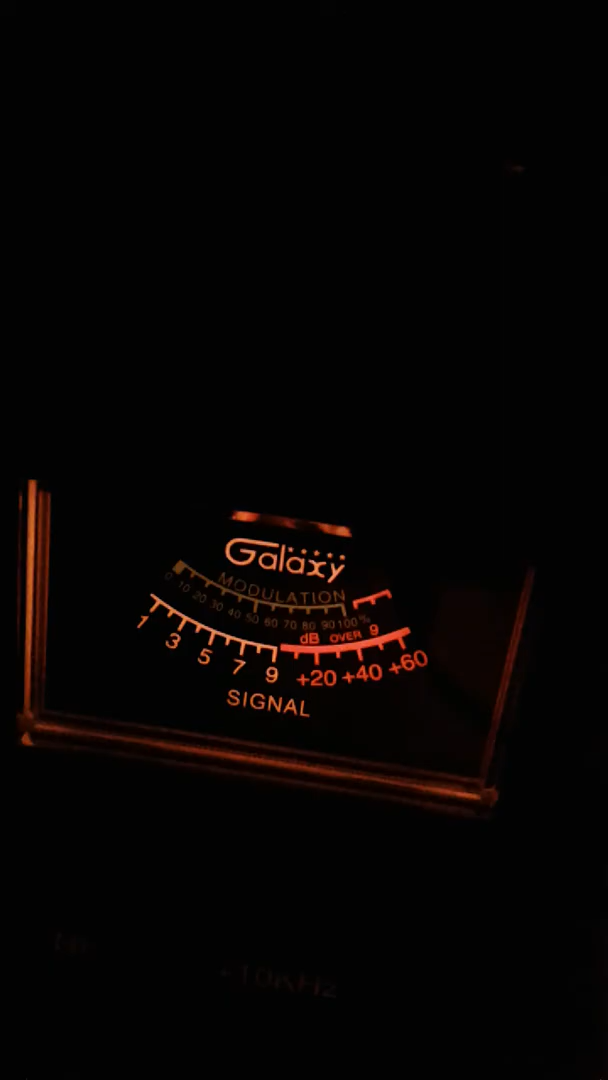 Galaxy
MODULATION
0 10 20 30 40 50 60 70 80 90 100 %
dB OVER 9
1 3 5 7 9 +20 +40 +60
SIGNAL
+10KHz